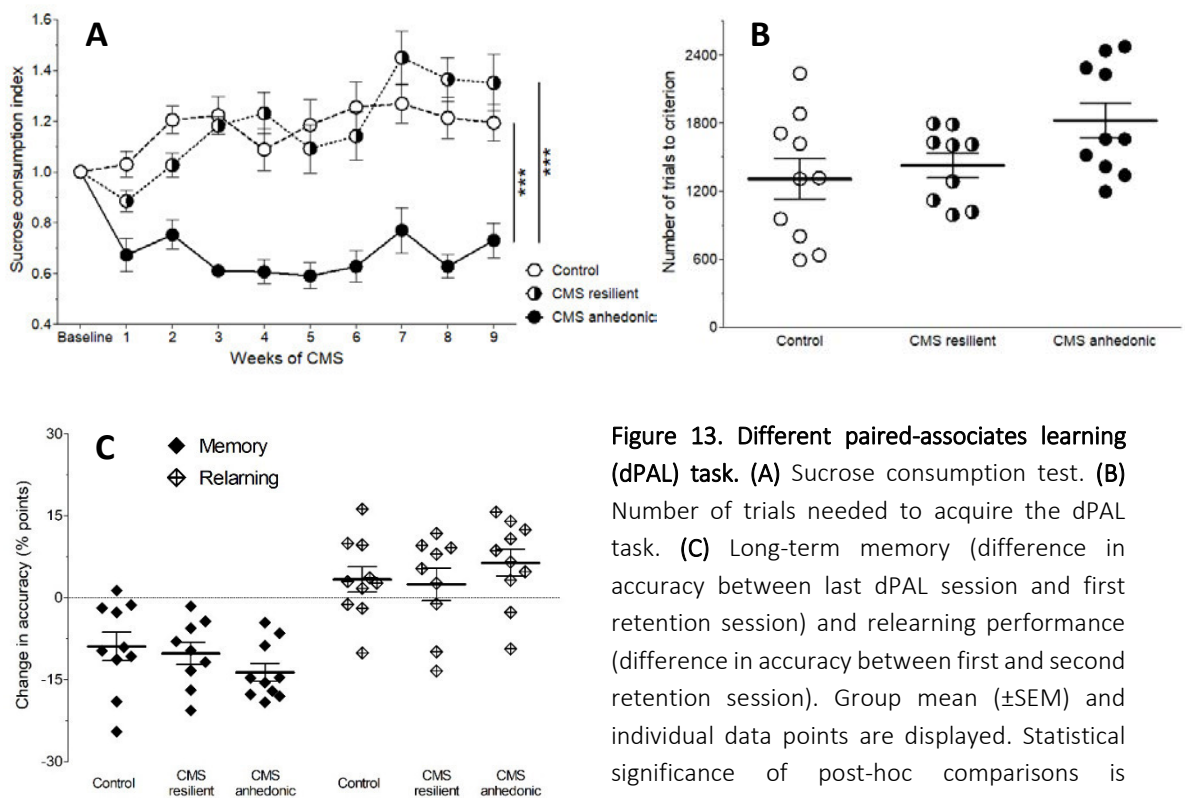 A
Sucrose consumption index
1.6
1.4
1.2
1.0
0.8
0.6
0.4
Baseline 1 2 3 4 5 6 7 8 9
Weeks of CMS
***
***
Control
CMS resilient
CMS anhedonic
B
Number of trials to criterion
2400
1800
1200
600
0
Control CMS resilient CMS anhedonic
C
Memory
Relarning
Change in accuracy (% points)
30
15
0
-15
-30
Control CMS resilient CMS anhedonic Control CMS resilient CMS anhedonic
Figure 13. Different paired-associates learning
(dPAL) task. (A) Sucrose consumption test. (B)
Number of trials needed to acquire the dPAL
task. (C) Long-term memory (difference in
accuracy between last dPAL session and first
retention session) and relearning performance
(difference in accuracy between first and second
retention session). Group mean (±SEM) and
individual data points are displayed. Statistical
significance of post-hoc comparisons is